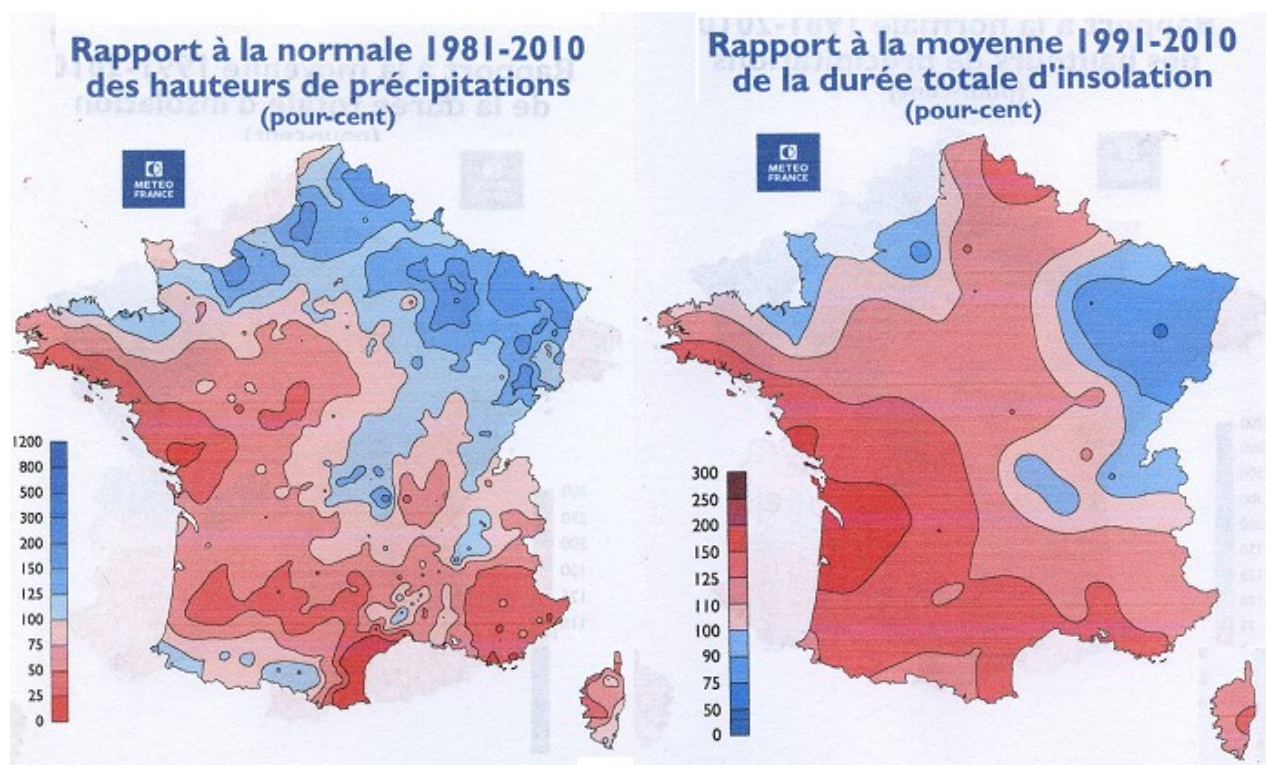 Rapport à la normale 1981-2010
des hauteurs de précipitations
(pour-cent)
METEO
FRANCE
1200
800
500
300
200
150
125
100
75
50
25
0
Rapport à la moyenne 1991-2010
de la durée totale d'insolation
(pour-cent)
METEO
FRANCE
300
250
200
150
125
110
100
90
75
50
0